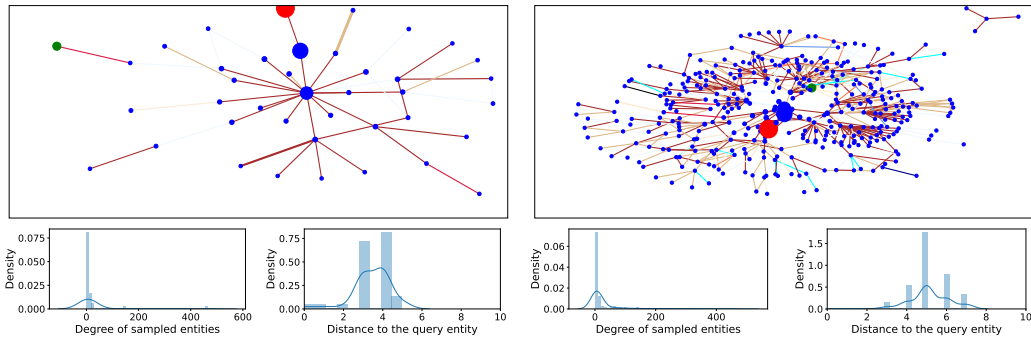 0.075
0.050
0.025
0.000
Density
0 200 400 600
Degree of sampled entities
0.75
0.50
0.25
0.00
Density
0 2 4 6 8 10
Distance to the query entity
0.06
0.04
0.02
0.00
Density
0 200 400
Degree of sampled entities
1.5
1.0
0.5
0.0
Density
0 2 4 6 8 10
Distance to the query entity